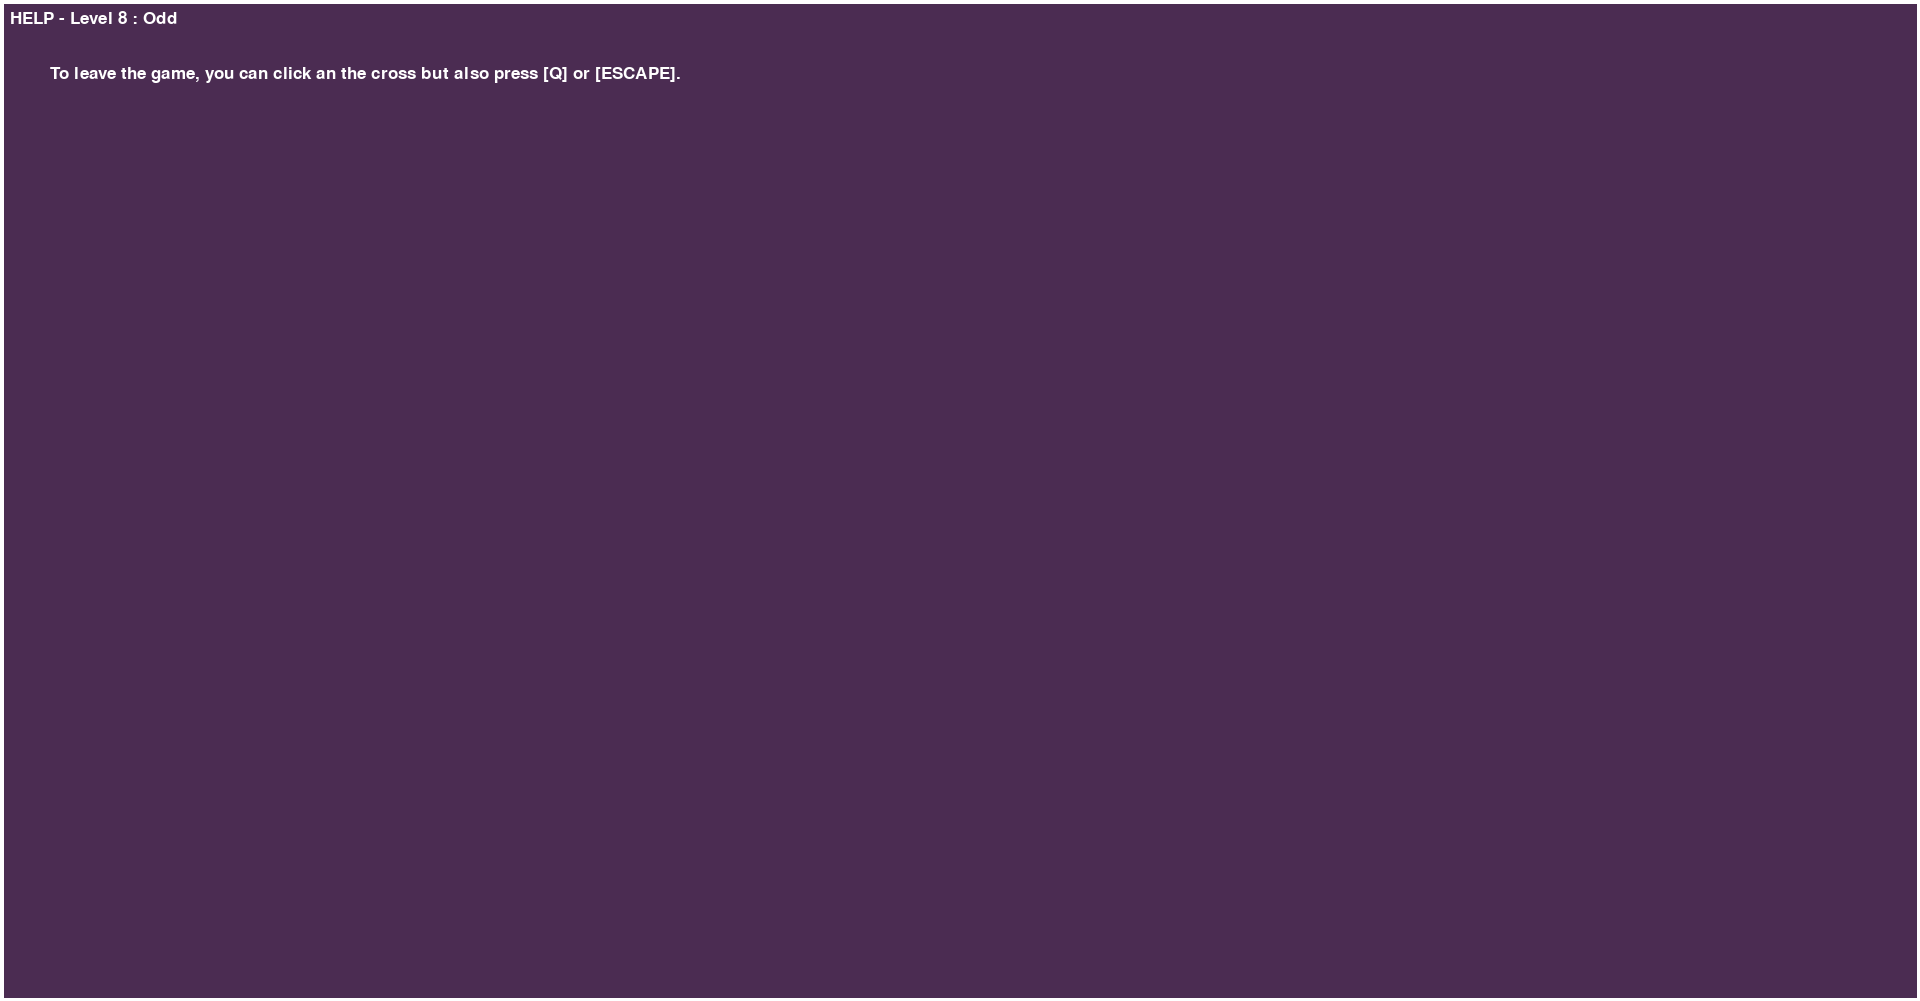 HELP - Level 8 : Odd
To leave the game, you can click an the cross but also press [Q] or [ESCAPE].